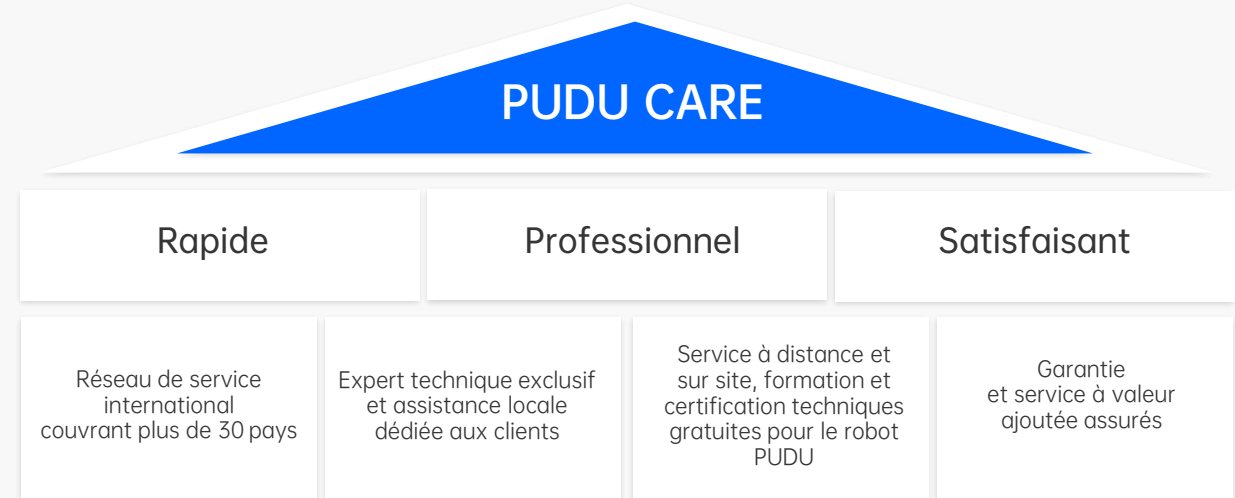 PUDU CARE
Rapide
Professionnel
Satisfaisant
Réseau de service
international
couvrant plus de 30 pays
Expert technique exclusif
et assistance locale
dédiée aux clients
Service à distance et
sur site, formation et
certification techniques
gratuites pour le robot
PUDU
Garantie
et service à valeur
ajoutée assurés